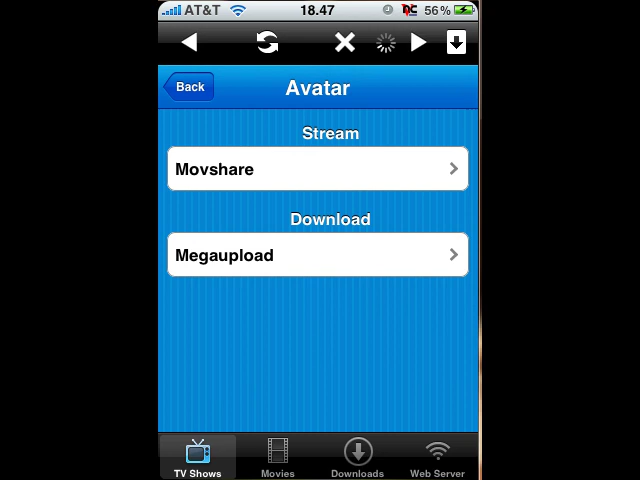 AT&T 18.47 56%
Back Avatar
Stream
Movshare
Download
Megaupload
TV Shows Movies Downloads Web Server